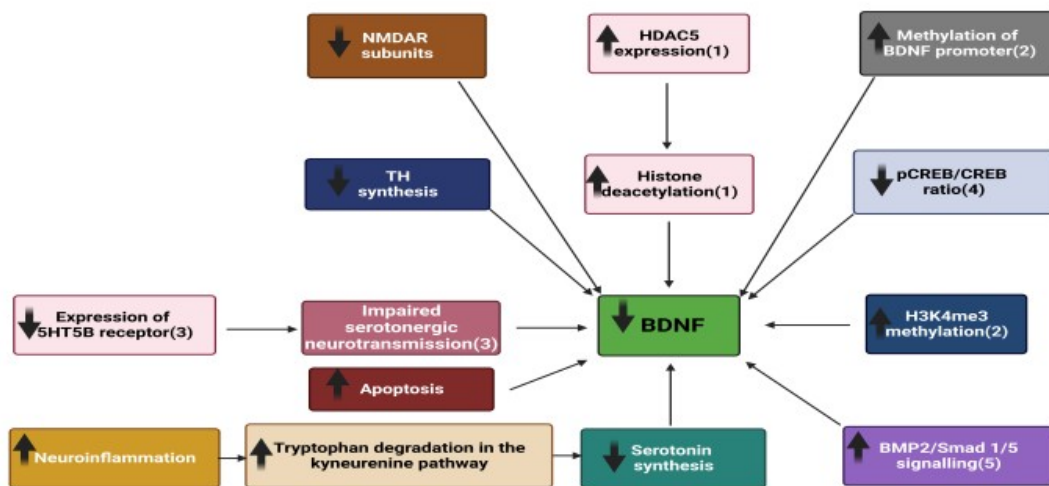 NMDAR
subunits
HDAC5
expression(1)
Methylation of
BDNF promoter(2)
TH
synthesis
Histone
deacetylation(1)
pCREB/CREB
ratio(4)
Expression of
5HT5B receptor(3)
Impaired
serotonergic
neurotransmission(3)
BDNF
H3K4me3
methylation(2)
Apoptosis
Neuroinflammation
Tryptophan degradation in the
kyneurenine pathway
Serotonin
synthesis
BMP2/Smad 1/5
signalling(5)